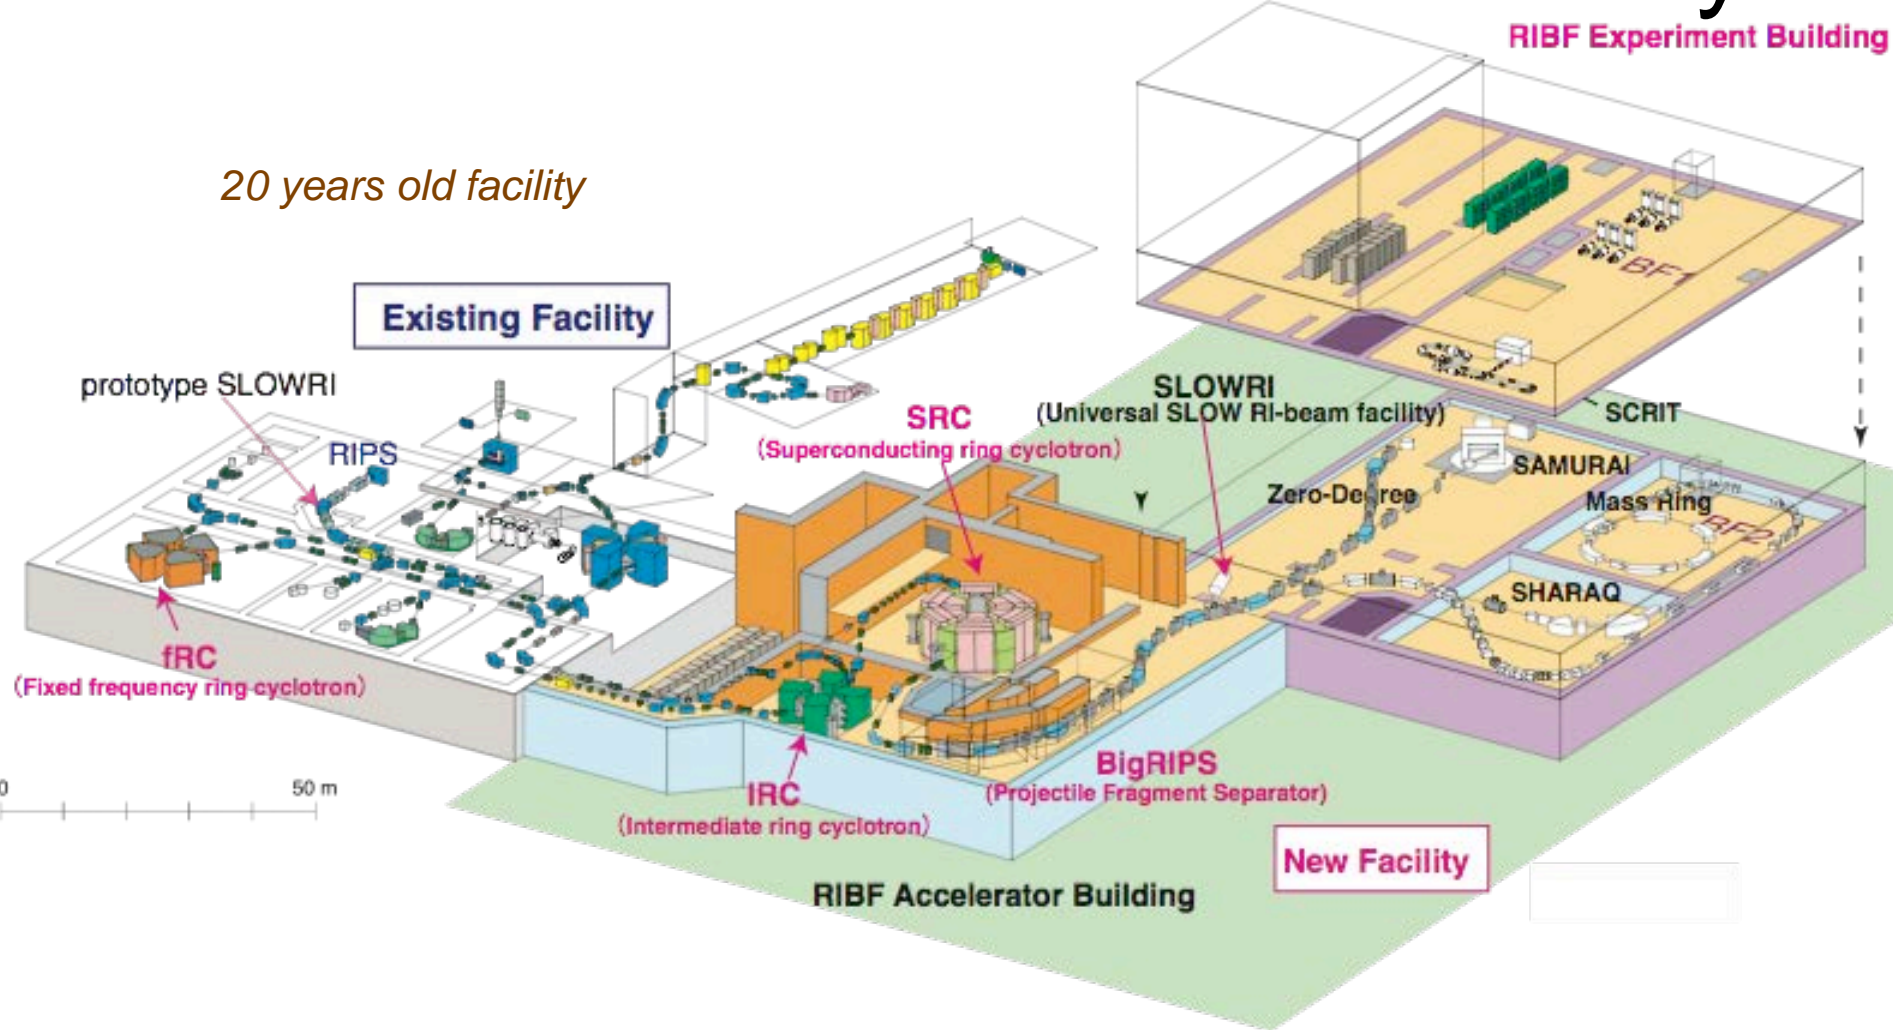 RIBF Experiment Building
20 years old facility
Existing Facility
prototype SLOWRI
RIPS
BF1
SLOWRI
(Universal SLOW RI-beam facility)
SCRIT
SRC
(Superconducting ring cyclotron)
SAMURAI
Zero-Degree
Mass Ring
BF2
SHARAQ
fRC
(Fixed frequency ring cyclotron)
0 50 m
BigRIPS
(Projectile Fragment Separator)
IRC
(Intermediate ring cyclotron)
New Facility
RIBF Accelerator Building